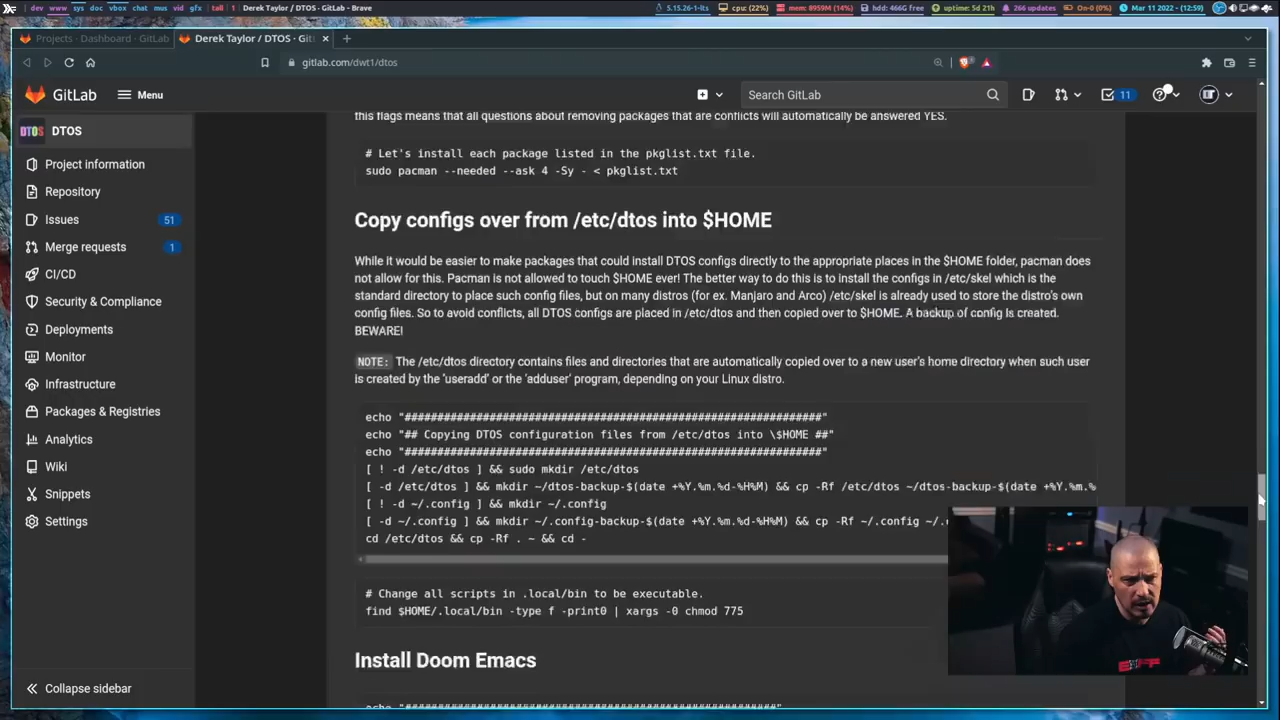 dev www sys doc vbox chat mus vid gfx tall 1 Derek Taylor / DTOS · GitLab - Brave 5.15.26-1-lts cpu: (22%) mem: 8959M (14%) hdd: 466G free uptime: 5d 21h 266 updates On-0 (0%) Mar 11 2022 - (12:59)
Projects · Dashboard · GitLab Derek Taylor / DTOS · Git
gitlab.com/dwt1/dtos
GitLab Menu Search GitLab 11
DTOS
Project information
Repository
Issues 51
Merge requests 1
CI/CD
Security & Compliance
Deployments
Monitor
Infrastructure
Packages & Registries
Analytics
Wiki
Snippets
Settings
Collapse sidebar
this flags means that all questions about removing packages that are conflicts will automatically be answered YES.
# Let's install each package listed in the pkglist.txt file.
sudo pacman --needed --ask 4 -Sy - < pkglist.txt
Copy configs over from /etc/dtos into $HOME
While it would be easier to make packages that could install DTOS configs directly to the appropriate places in the $HOME folder, pacman does
not allow for this. Pacman is not allowed to touch $HOME ever! The better way to do this is to install the configs in /etc/skel which is the
standard directory to place such config files, but on many distros (for ex. Manjaro and Arco) /etc/skel is already used to store the distro's own
config files. So to avoid conflicts, all DTOS configs are placed in /etc/dtos and then copied over to $HOME. A backup of config is created.
BEWARE!
NOTE: The /etc/dtos directory contains files and directories that are automatically copied over to a new user's home directory when such user
is created by the 'useradd' or the 'adduser' program, depending on your Linux distro.
echo "################################################################"
echo "## Copying DTOS configuration files from /etc/dtos into \$HOME ##"
echo "################################################################"
[ ! -d /etc/dtos ] && sudo mkdir /etc/dtos
[ -d /etc/dtos ] && mkdir ~/dtos-backup-$(date +%Y.%m.%d-%H%M) && cp -Rf /etc/dtos ~/dtos-backup-$(date +%Y.%m.%
[ ! -d ~/.config ] && mkdir ~/.config
[ -d ~/.config ] && mkdir ~/.config-backup-$(date +%Y.%m.%d-%H%M) && cp -Rf ~/.config ~/.
cd /etc/dtos && cp -Rf . ~ && cd -
# Change all scripts in .local/bin to be executable.
find $HOME/.local/bin -type f -print0 | xargs -0 chmod 775
Install Doom Emacs